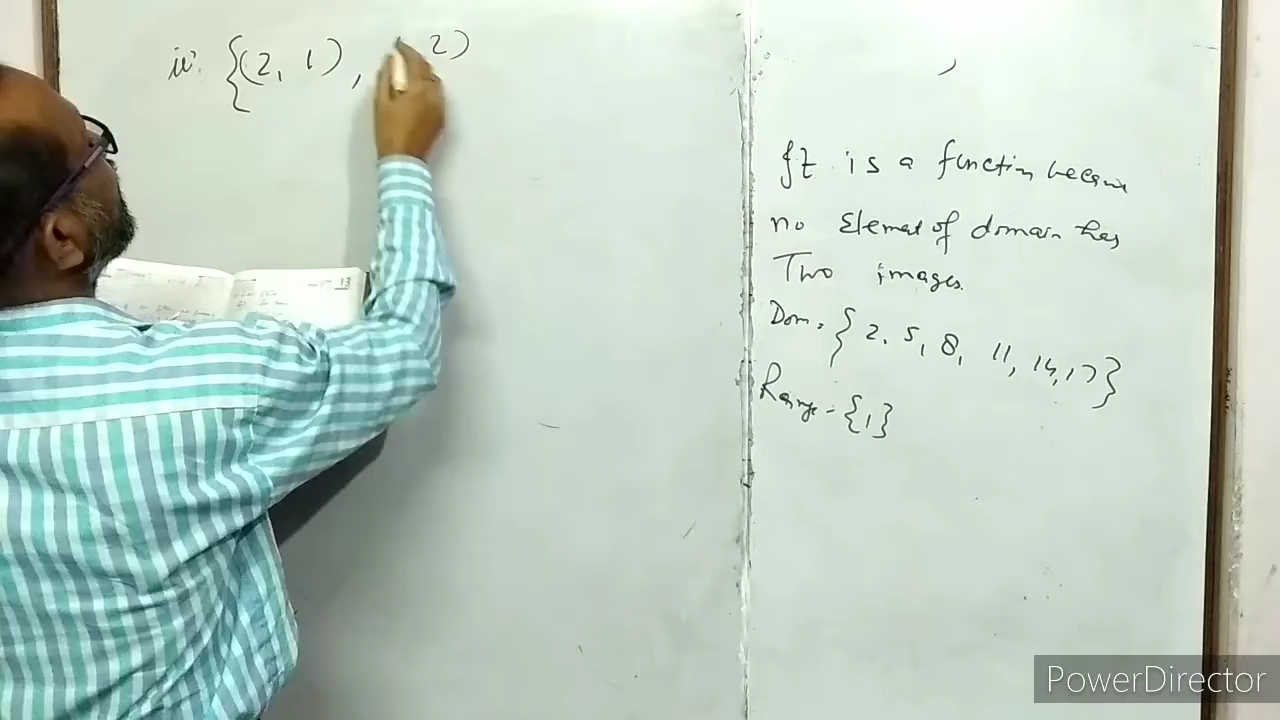 ii. {(2, 1), 2)
It is a function because
no Element of domain has
Two images.
Dom. {2, 5, 8, 11, 14, 17}
Range = {1}
PowerDirector